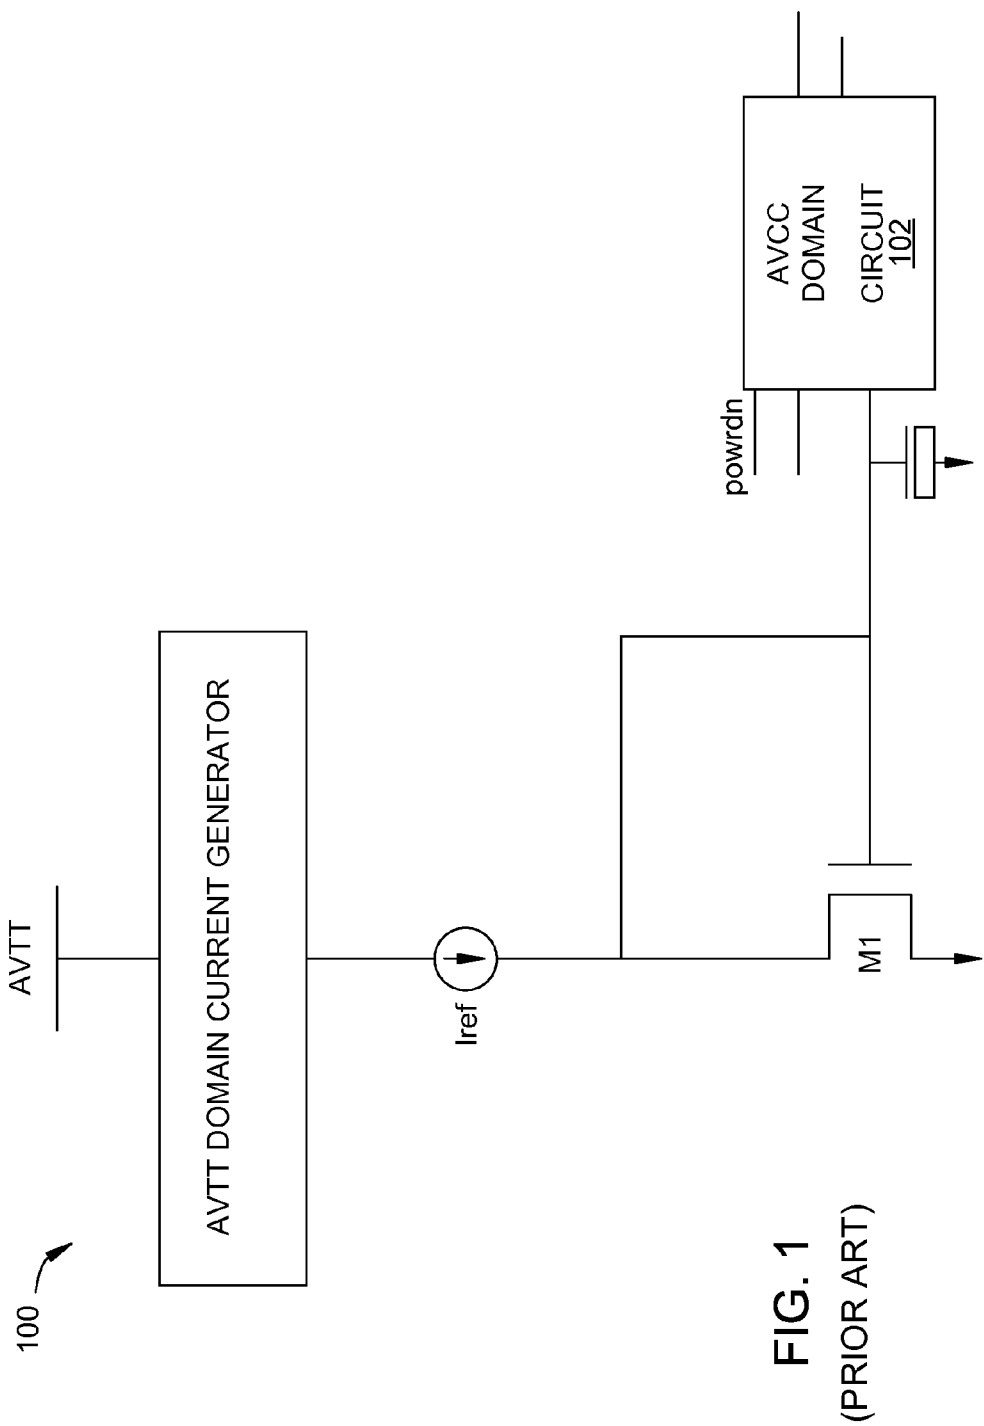 100
AVTT
AVTT DOMAIN CURRENT GENERATOR
Iref
M1
powrdn
AVCC
DOMAIN
CIRCUIT
102
FIG. 1
(PRIOR ART)